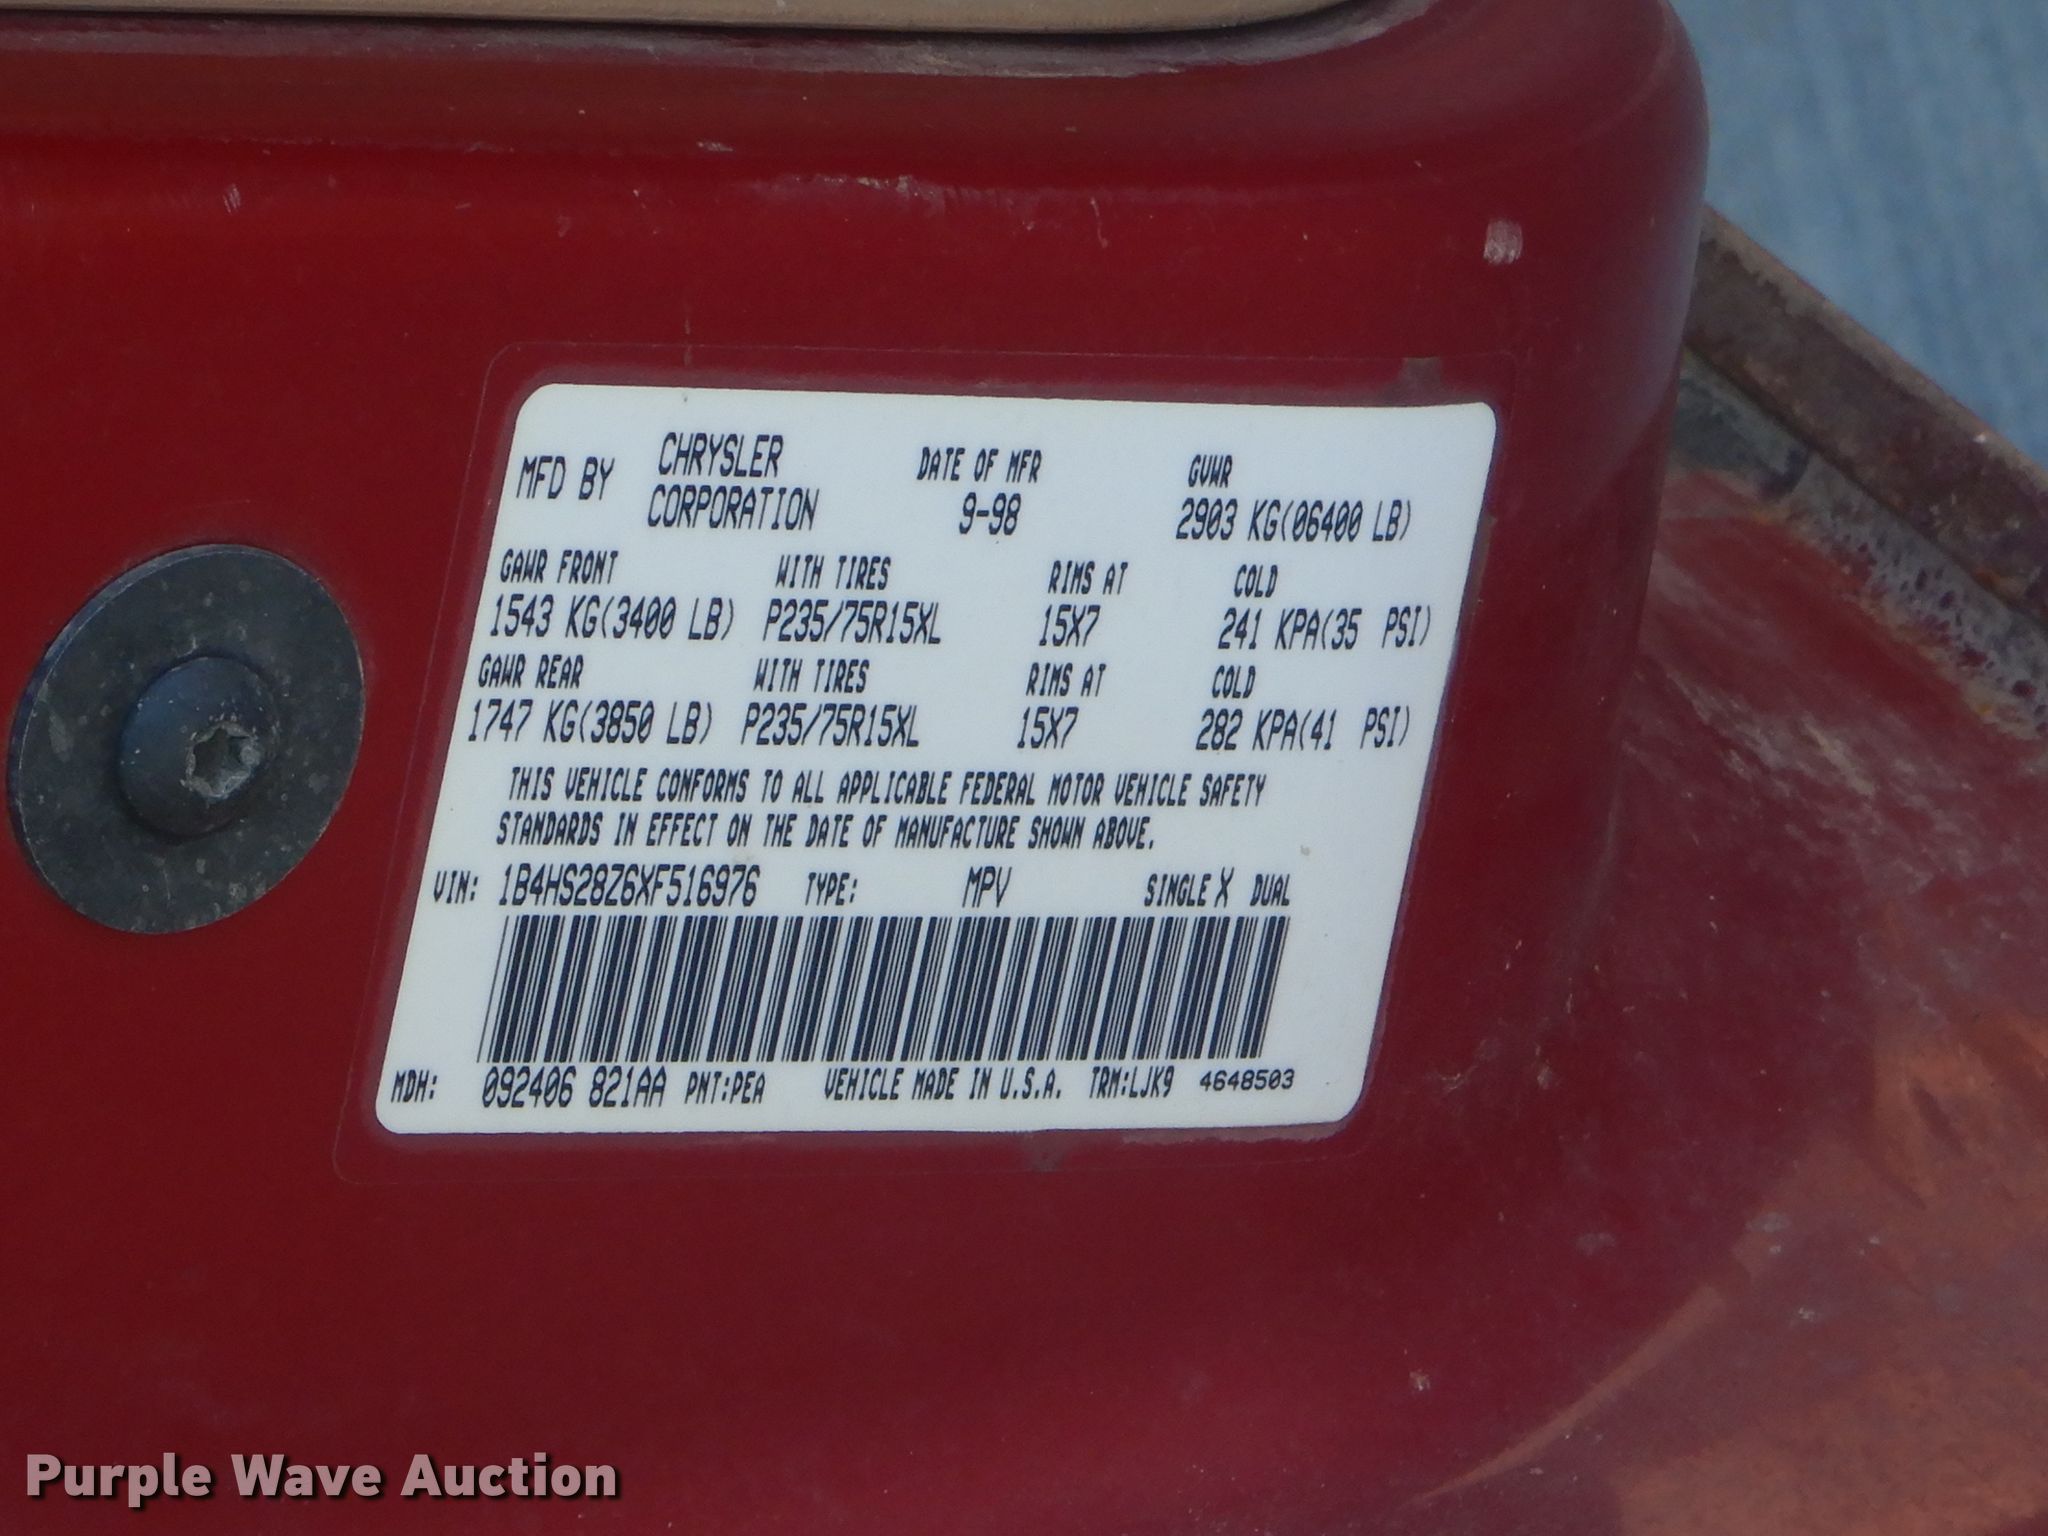 MFD BY CHRYSLER CORPORATION DATE OF MFR 9-98 GVWR 2903 KG(06400 LB)
GAWR FRONT WITH TIRES RIMS AT COLD
1543 KG(3400 LB) P235/75R15XL 15X7 241 KPA(35 PSI)
GAWR REAR WITH TIRES RIMS AT COLD
1747 KG(3850 LB) P235/75R15XL 15X7 282 KPA(41 PSI)
THIS VEHICLE CONFORMS TO ALL APPLICABLE FEDERAL MOTOR VEHICLE SAFETY
STANDARDS IN EFFECT ON THE DATE OF MANUFACTURE SHOWN ABOVE.
VIN: 1B4HS28Z6XF516976 TYPE: MPV SINGLE X DUAL
MDH: 092406 821AA PNT:PEA VEHICLE MADE IN U.S.A. TRM:LJK9 4648503
Purple Wave Auction